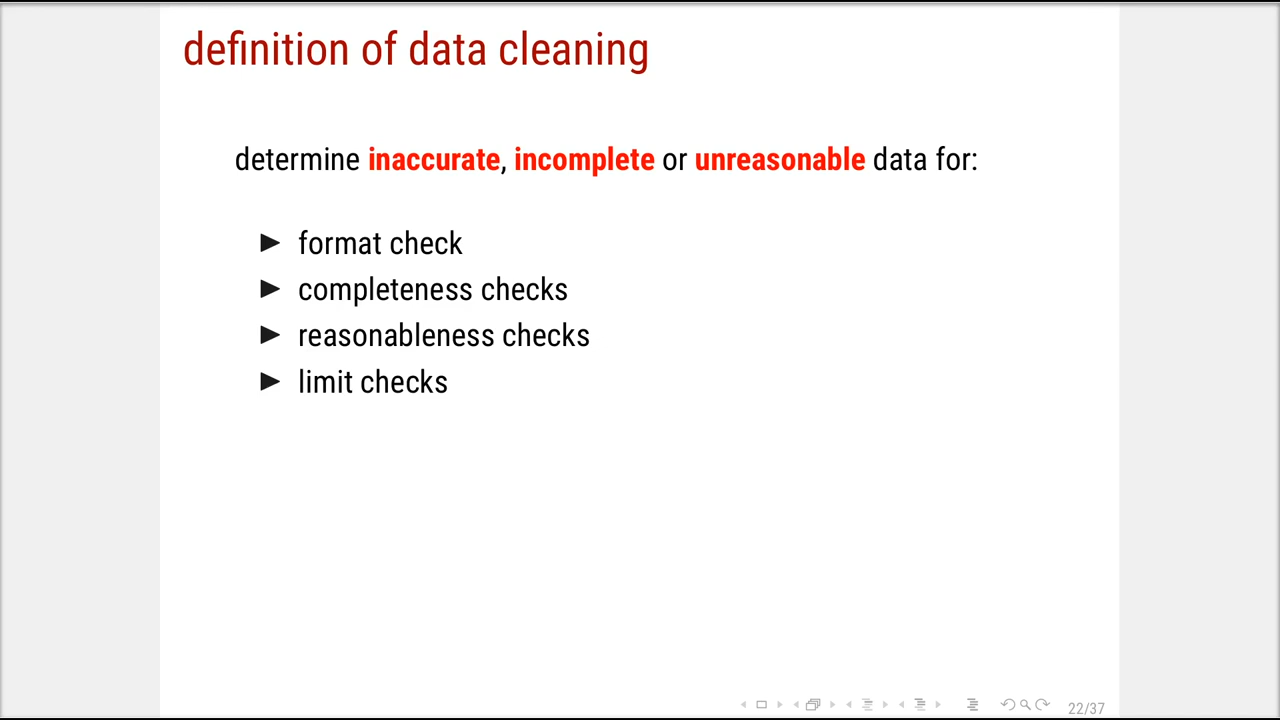 definition of data cleaning
determine inaccurate, incomplete or unreasonable data for:
format check
completeness checks
reasonableness checks
limit checks
22/37